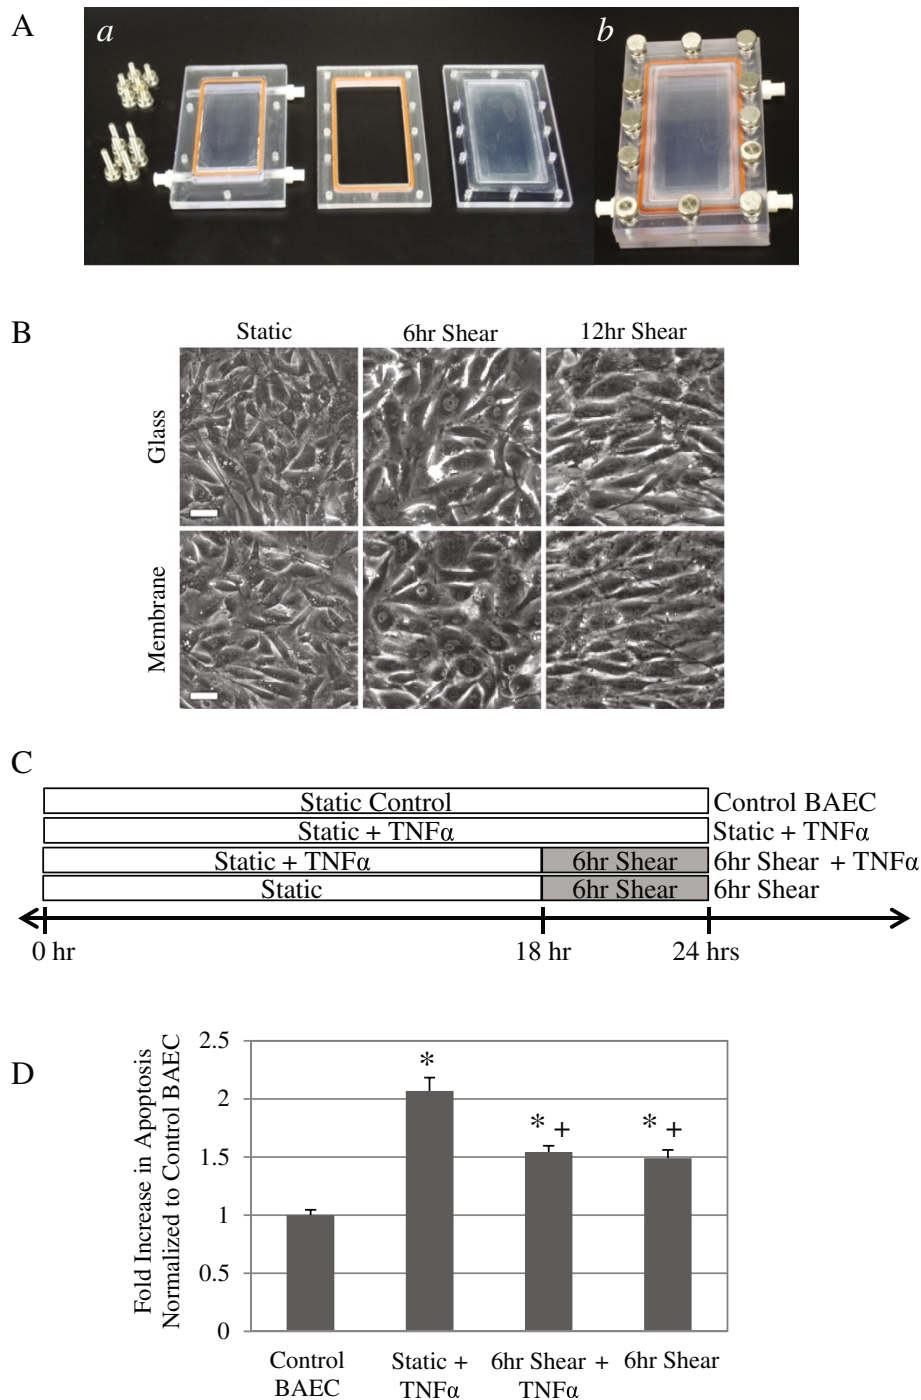 A
a
b
B
Static
6hr Shear
12hr Shear
Glass
Membrane
C
Static Control
Control BAEC
Static + TNFα
Static + TNFα
Static + TNFα
6hr Shear
6hr Shear + TNFα
Static
6hr Shear
6hr Shear
0 hr
18 hr
24 hrs
D
Fold Increase in Apoptosis
Normalized to Control BAEC
2.5
2
1.5
1
0.5
0
*
* +
* +
Control
BAEC
Static +
TNFα
6hr Shear +
TNFα
6hr Shear